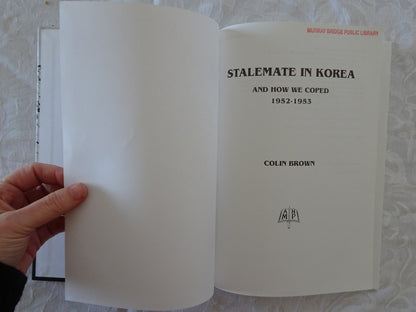 MURRAY BRIDGE PUBLIC LIBRARY
STALEMATE IN KOREA
AND HOW WE COPED
1952-1953
COLIN BROWN